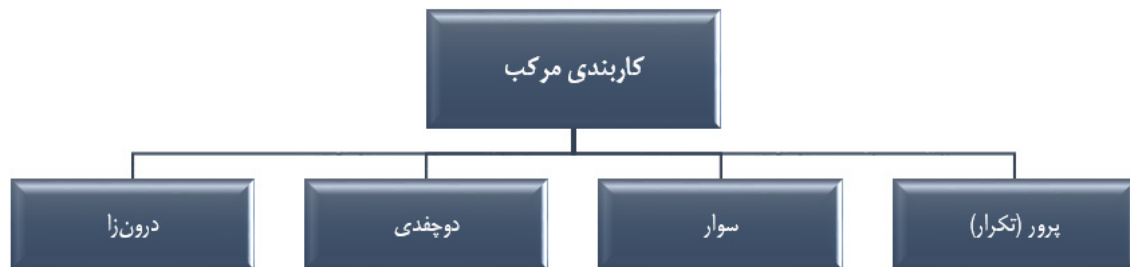 کاربندی مرکب
پرور (تکرار)
سوار
دوچفدی
درون‌زا